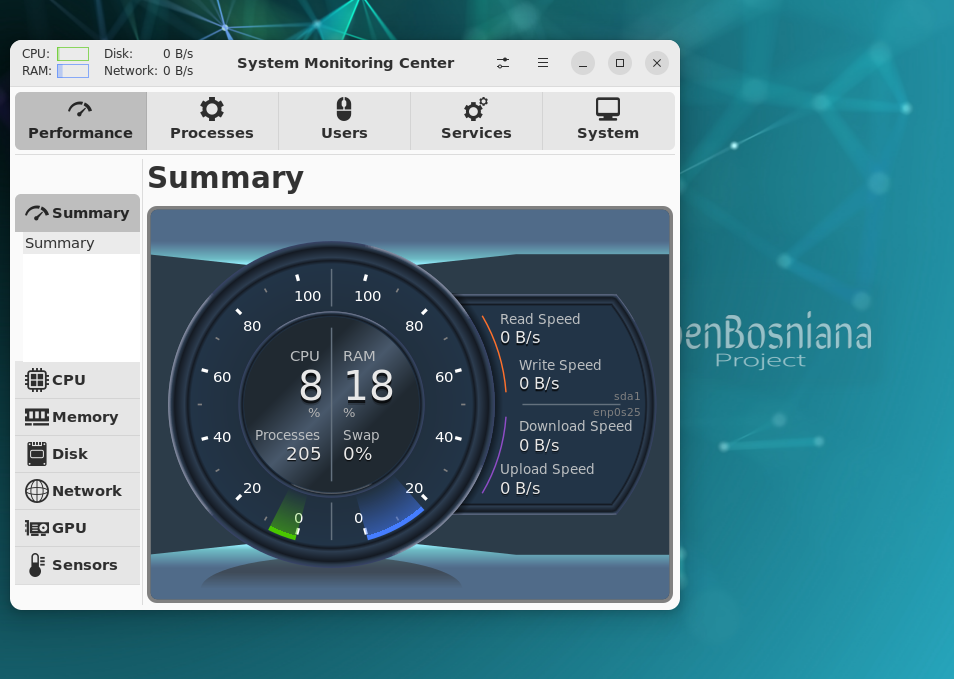 CPU: Disk: 0 B/s
RAM: Network: 0 B/s
System Monitoring Center
Performance Processes Users Services System
Summary
Summary
Summary
CPU
Memory
Disk
Network
GPU
Sensors
100 100
80 80
60 60
40 40
20 20
0 0
CPU RAM
8 18
% %
Processes Swap
205 0%
Read Speed
0 B/s
Write Speed
0 B/s
sda1
enp0s25
Download Speed
0 B/s
Upload Speed
0 B/s
enBosniana
Project